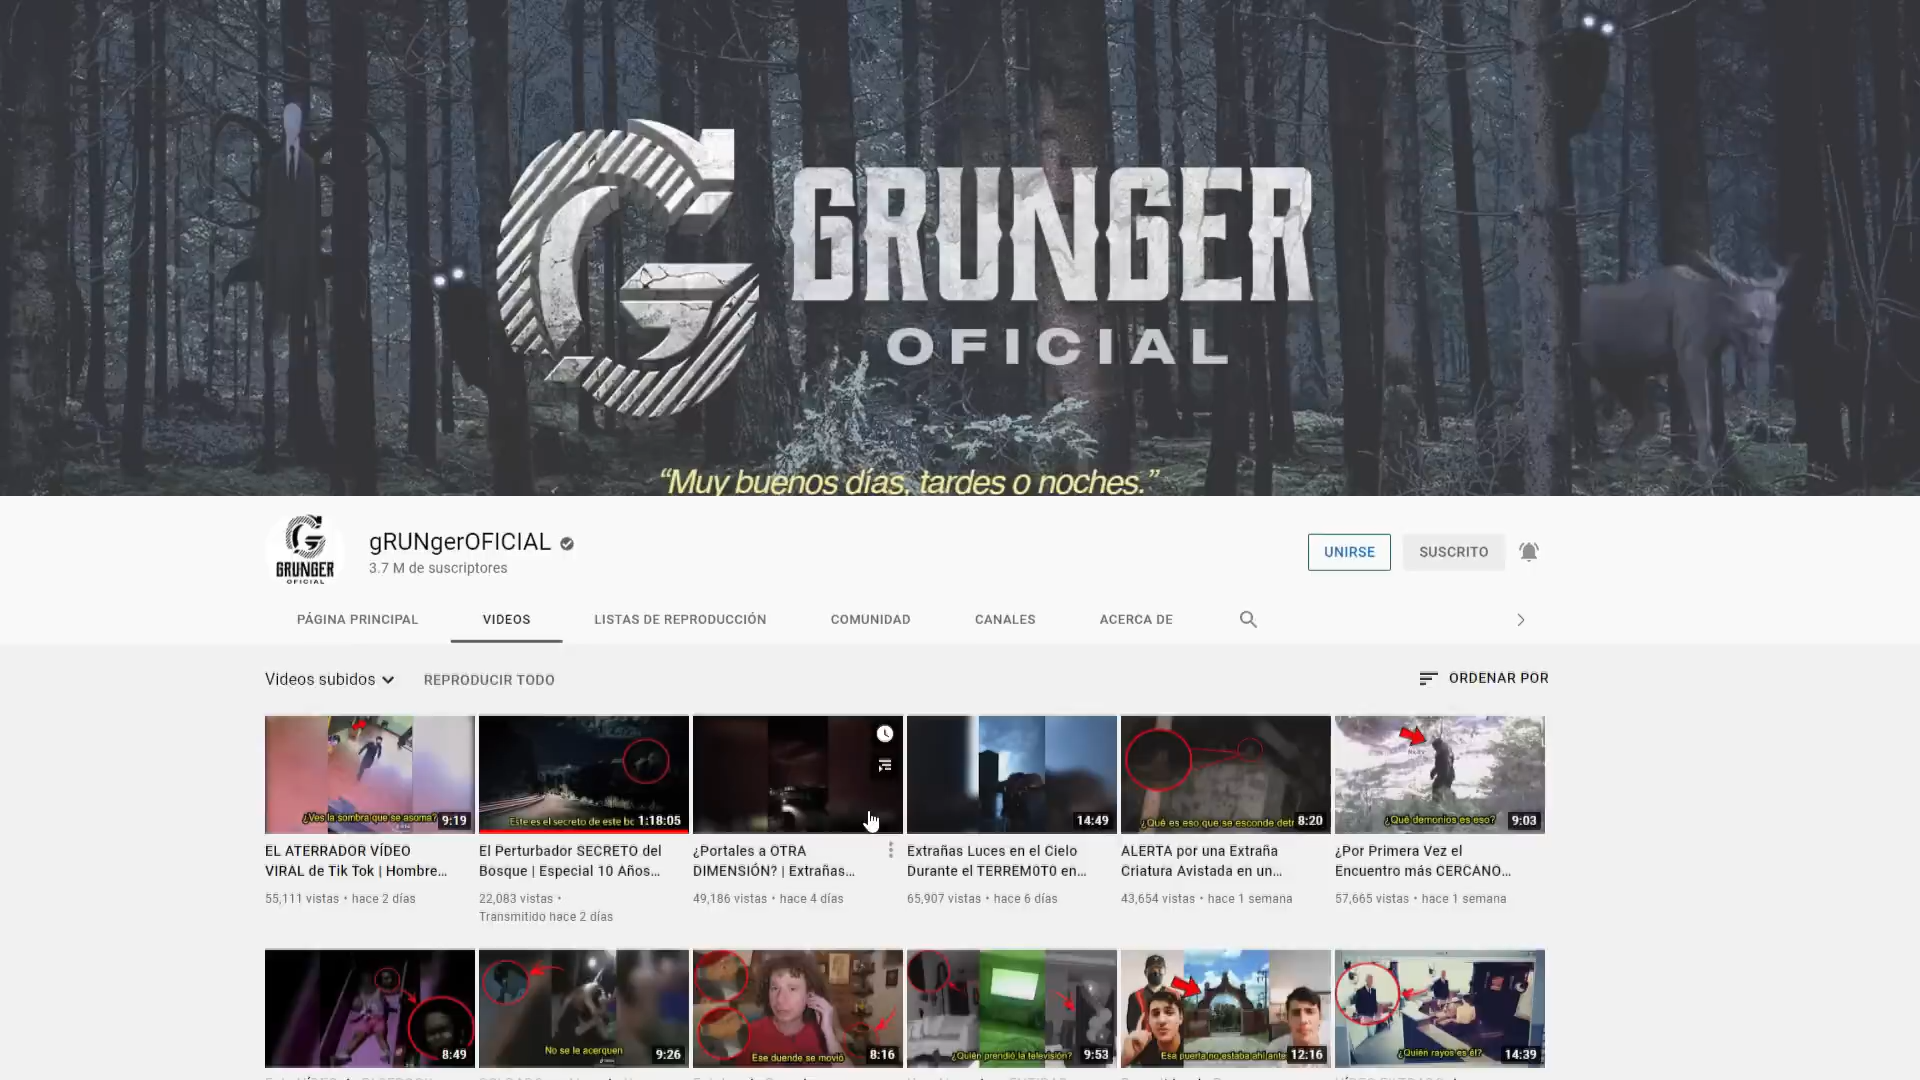 GRUNGER
OFICIAL
“Muy buenos días, tardes o noches.”
GRUNGER
OFICIAL
gRUNgerOFICIAL
3.7 M de suscriptores
UNIRSE
SUSCRITO
PÁGINA PRINCIPAL
VIDEOS
LISTAS DE REPRODUCCIÓN
COMUNIDAD
CANALES
ACERCA DE
Videos subidos
REPRODUCIR TODO
ORDENAR POR
¿Ves la sombra que se asoma?
9:19
Este es el secreto de este bo
1:18:05
14:49
¿Qué es eso que se esconde detr
8:20
¿Qué demonios es eso?
9:03
EL ATERRADOR VÍDEO
VIRAL de Tik Tok | Hombre...
55,111 vistas • hace 2 días
El Perturbador SECRETO del
Bosque | Especial 10 Años...
22,083 vistas •
Transmitido hace 2 días
¿Portales a OTRA
DIMENSIÓN? | Extrañas...
49,186 vistas • hace 4 días
Extrañas Luces en el Cielo
Durante el TERREM0T0 en...
65,907 vistas • hace 6 días
ALERTA por una Extraña
Criatura Avistada en un...
43,654 vistas • hace 1 semana
¿Por Primera Vez el
Encuentro más CERCANO...
57,665 vistas • hace 1 semana
8:49
No se le acerquen
9:26
Ese duende se movió
8:16
¿Quién prendió la televisión?
9:53
Esa puerta no estaba ahí ante
12:16
¿Quién rayos es él?
14:39